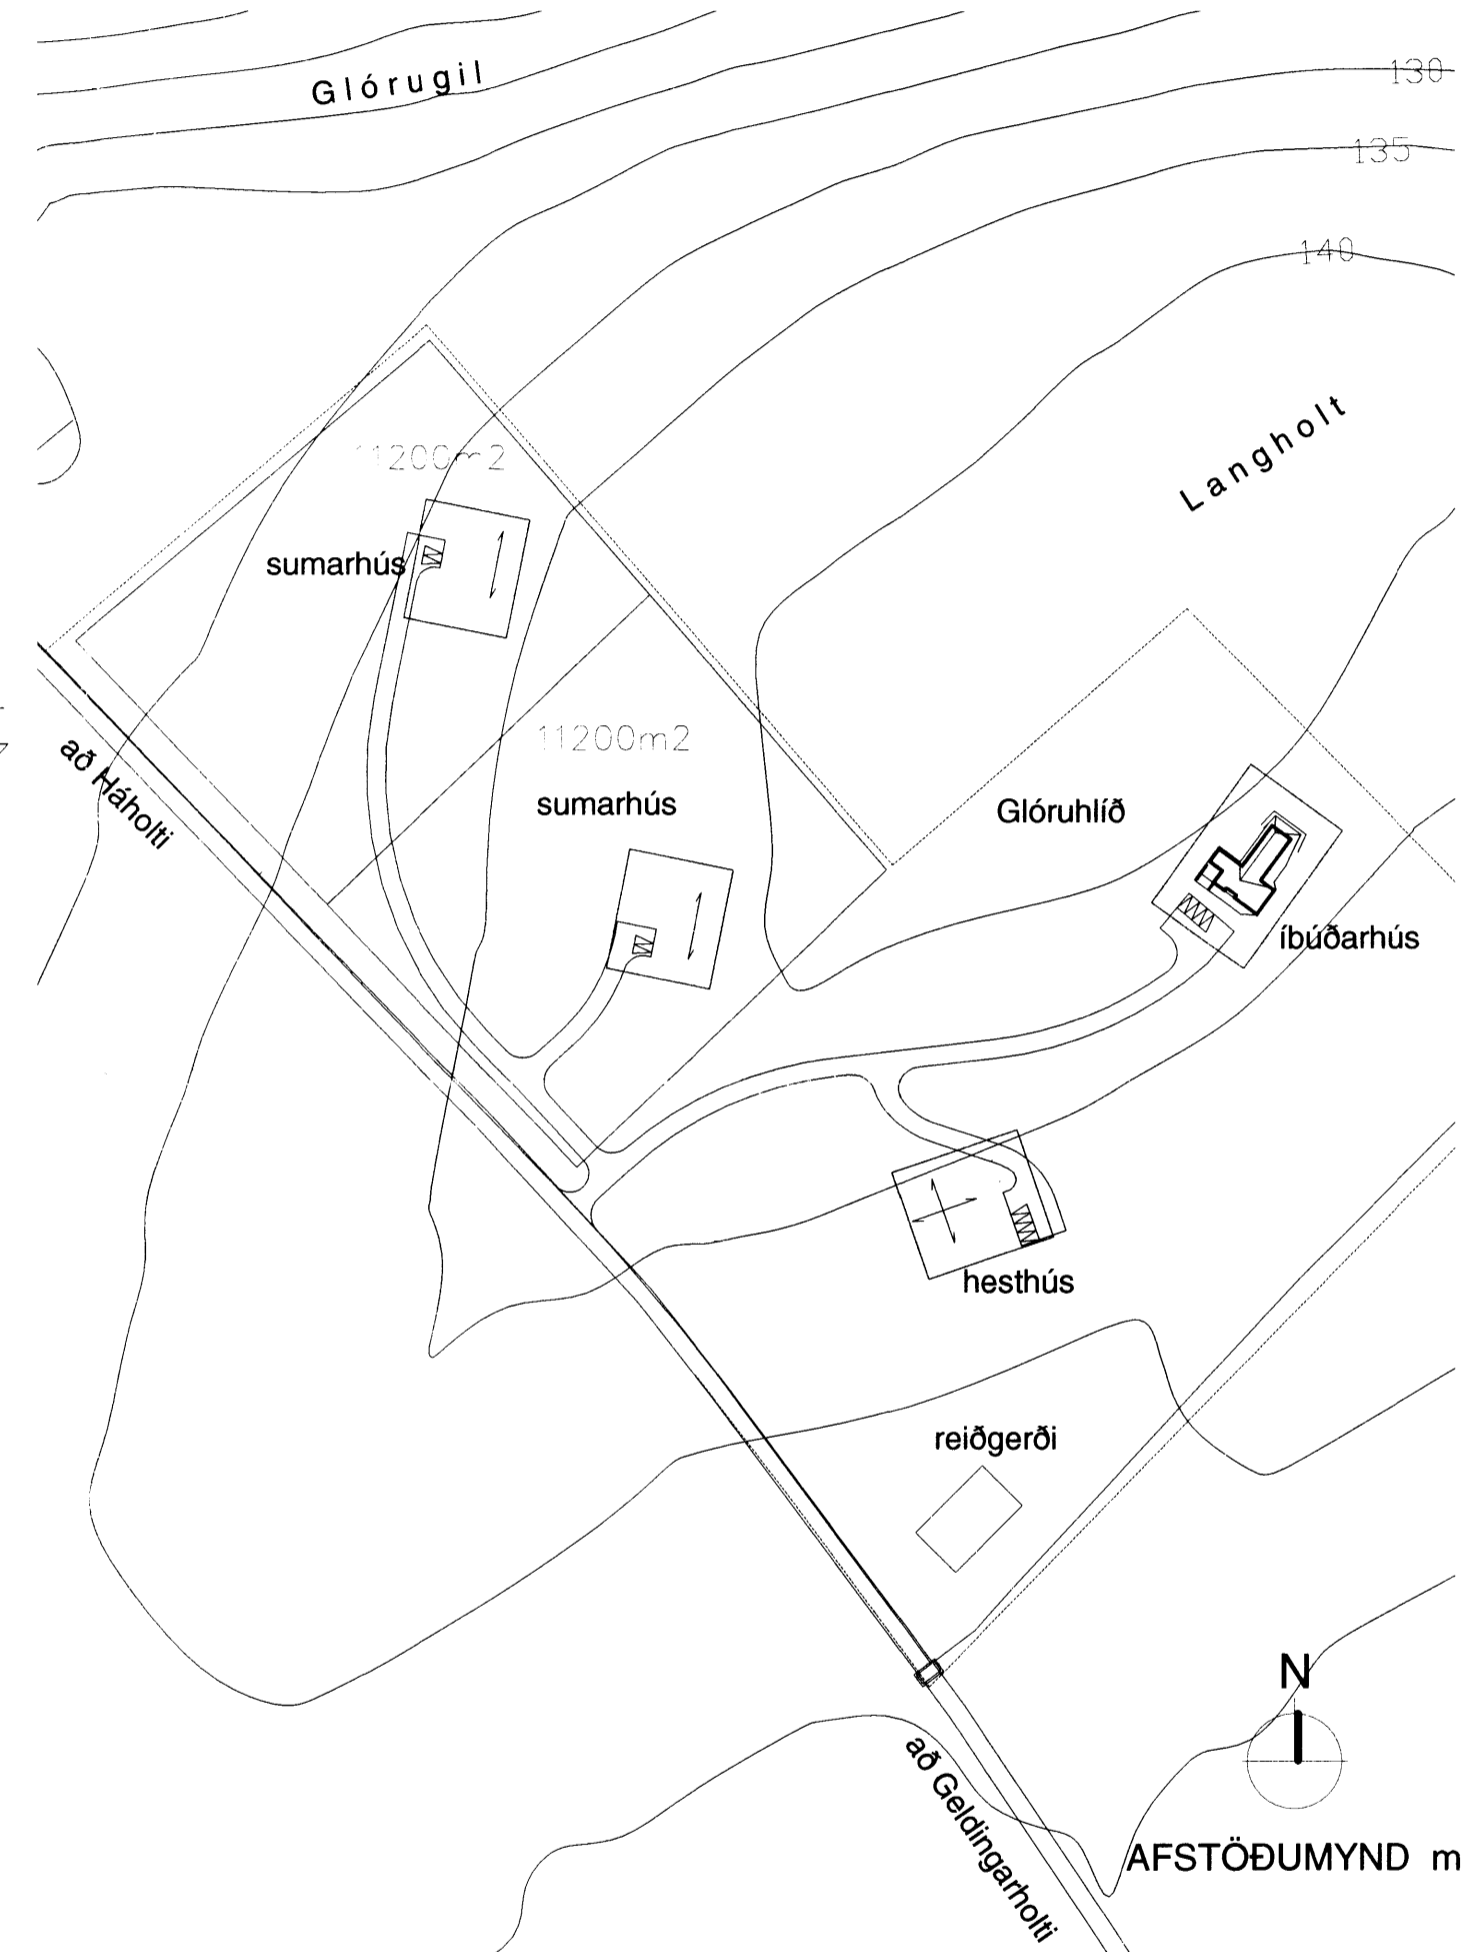 Glórugil
130
135
140
Langholt
11200m2
sumarhús
11200m2
sumarhús
að Háholti
Glóruhlíð
íbúðarhús
hesthús
reiðgerði
N
að Geldingarholti
AFSTÖÐUMYND m